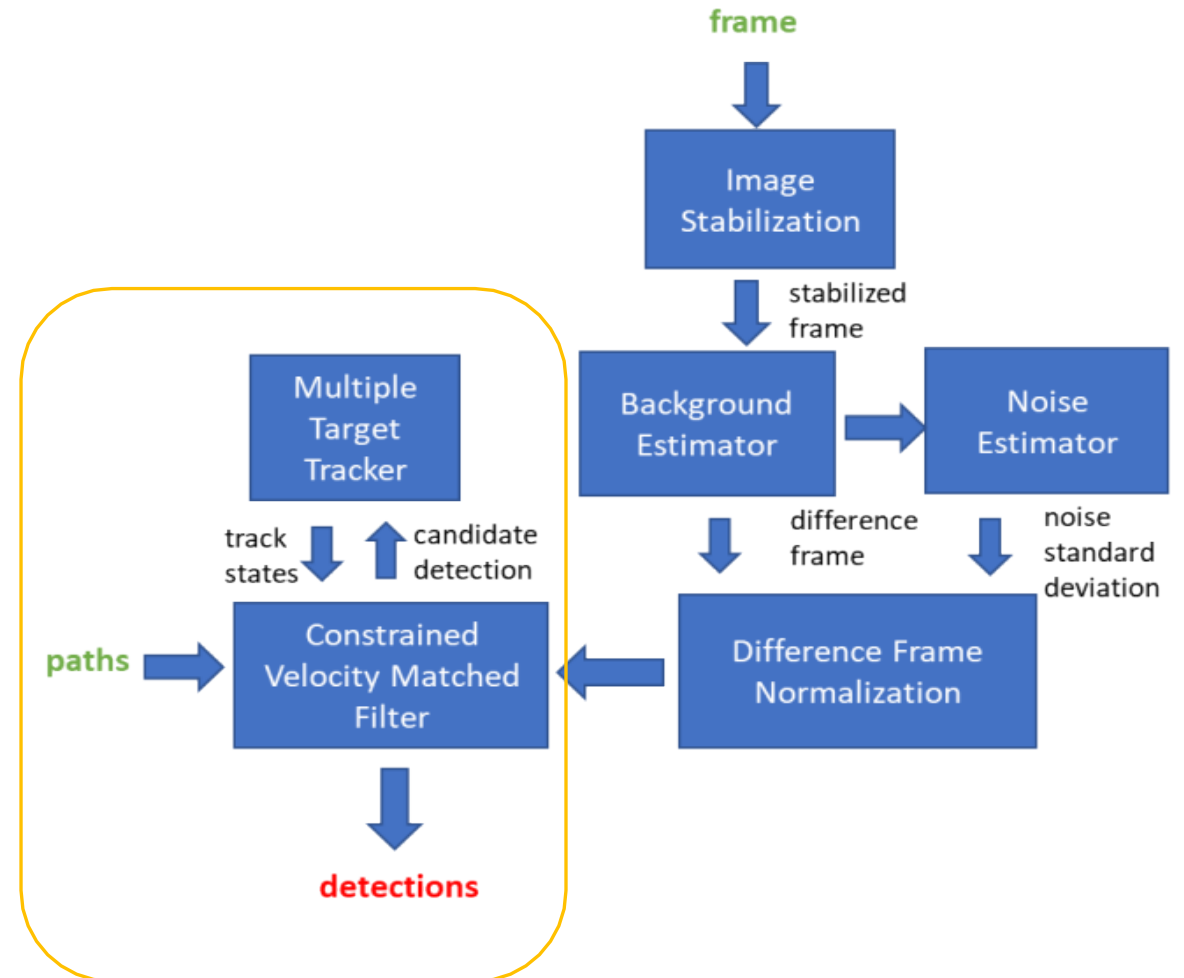 frame
Image
Stabilization
stabilized
frame
Background
Estimator
Noise
Estimator
Multiple
Target
Tracker
difference
frame
noise
standard
deviation
track
states
candidate
detection
paths
Constrained
Velocity Matched
Filter
Difference Frame
Normalization
detections